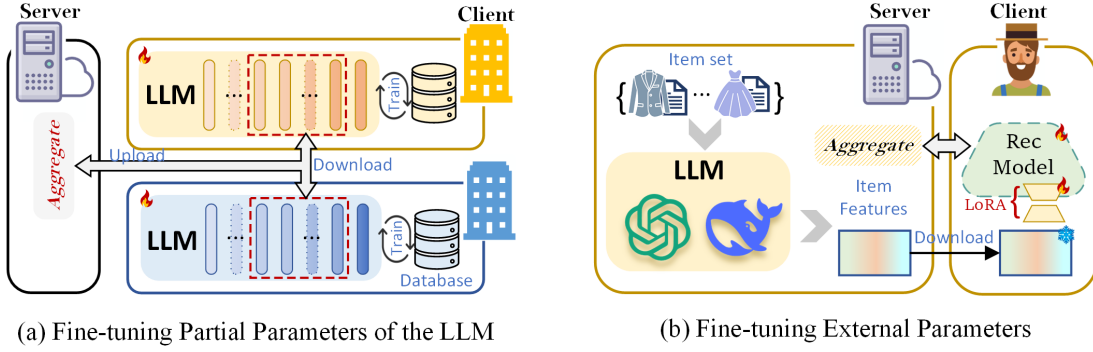 Server
Client
LLM
...
...
Train
Aggregate
Upload
Download
LLM
...
...
Train
Database
(a) Fine-tuning Partial Parameters of the LLM
Server
Client
Item set
{ ... }
LLM
Aggregate
Rec
Model
LoRA {
Item
Features
Download
(b) Fine-tuning External Parameters